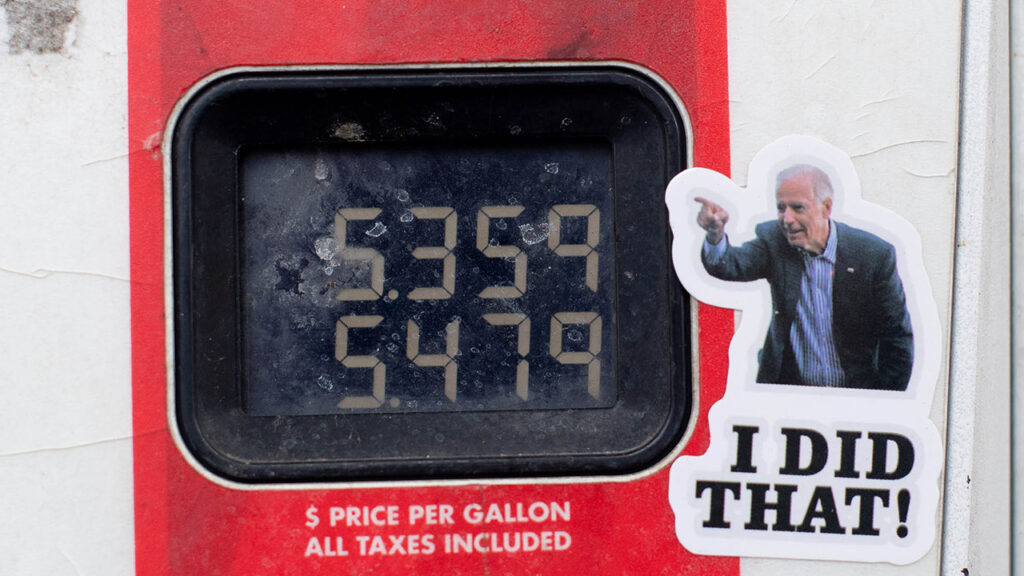 5.359
5.479
$ PRICE PER GALLON
ALL TAXES INCLUDED
I DID
THAT!